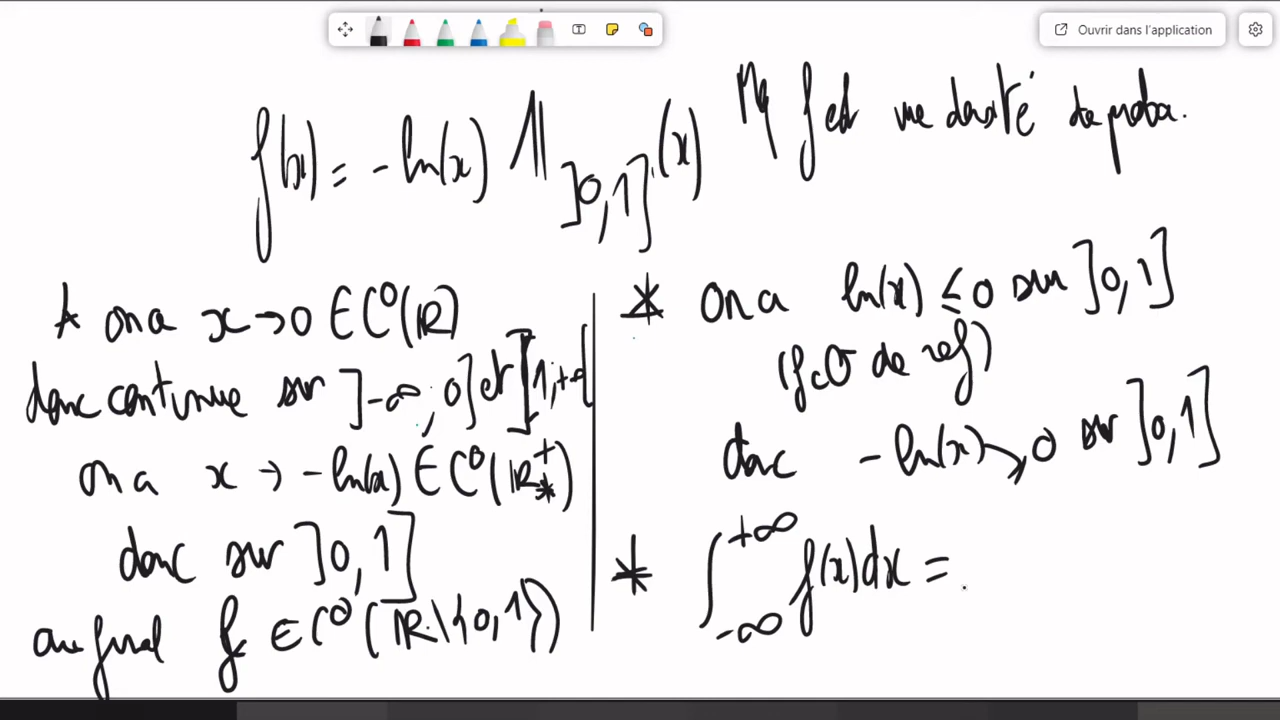 Ouvrir dans l'application
f(x) = -ln(x) 𝟙_{]0,1]}(x) Mq f est une densité de proba.
* on a x → 0 ∈ C⁰(ℝ)
donc continue sur ]-∞; 0] et ]1,+∞[
on a x → -ln(x) ∈ C⁰(ℝ⁺_*)
donc sur ]0,1]
au final f ∈ C⁰(ℝ\{0,1})
* On a ln(x) ≤ 0 sur ]0,1]
(fc° de ref)
donc -ln(x) ≥ 0 sur ]0,1]
* ∫_{-∞}^{+∞} f(x)dx =